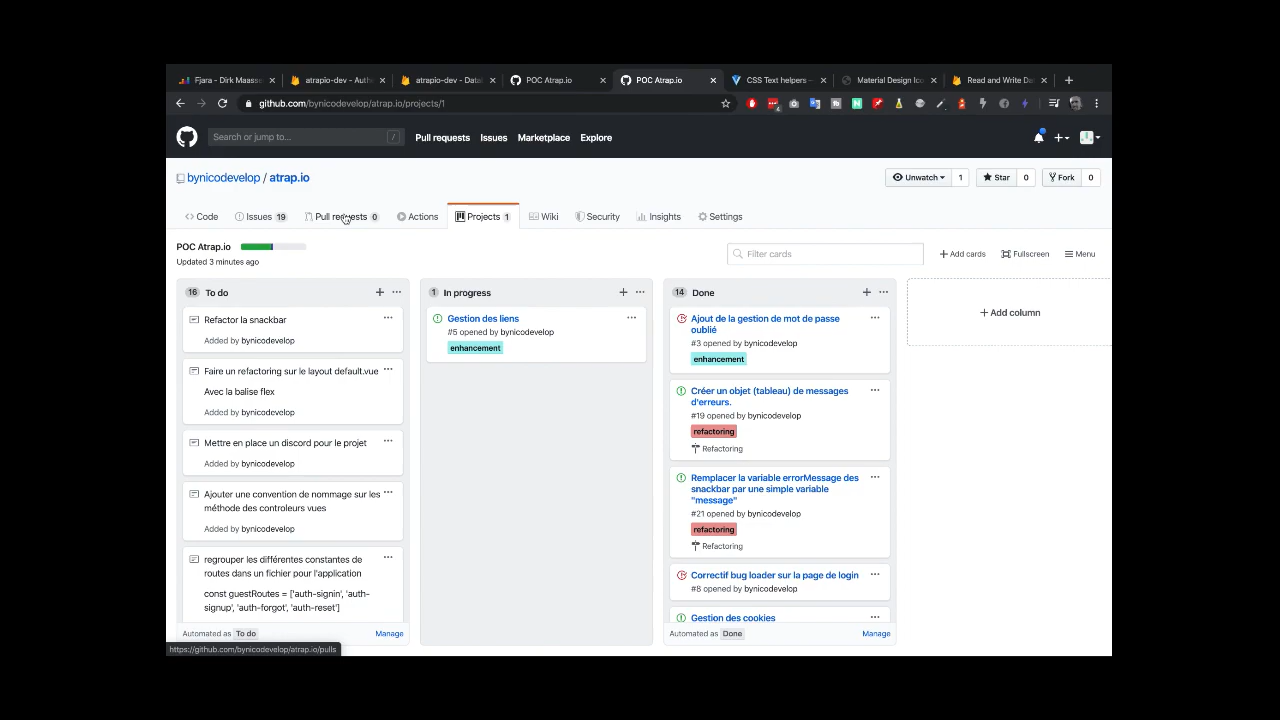 Fjara - Dirk Maass
atrapio-dev - Auth
atrapio-dev - Datal
POC Atrap.io
POC Atrap.io
CSS Text helpers —
Material Design Ico
Read and Write Da
github.com/bynicodevelop/atrap.io/projects/1
Search or jump to...
/
Pull requests
Issues
Marketplace
Explore
bynicodevelop / atrap.io
Unwatch 1
Star 0
Fork 0
Code
Issues 19
Pull requests 0
Actions
Projects 1
Wiki
Security
Insights
Settings
POC Atrap.io
Updated 3 minutes ago
Filter cards
+ Add cards
Fullscreen
Menu
16 To do
Refactor la snackbar
Added by bynicodevelop
Faire un refactoring sur le layout default.vue
Avec la balise flex
Added by bynicodevelop
Mettre en place un discord pour le projet
Added by bynicodevelop
Ajouter une convention de nommage sur les
méthode des controleurs vues
Added by bynicodevelop
regrouper les différentes constantes de
routes dans un fichier pour l'application
const guestRoutes = ['auth-signin', 'auth-
signup', 'auth-forgot', 'auth-reset']
Automated as To do
Manage
1 In progress
Gestion des liens
#5 opened by bynicodevelop
enhancement
14 Done
Ajout de la gestion de mot de passe
oublié
#3 opened by bynicodevelop
enhancement
Créer un objet (tableau) de messages
d'erreurs.
#19 opened by bynicodevelop
refactoring
Refactoring
Remplacer la variable errorMessage des
snackbar par une simple variable
"message"
#21 opened by bynicodevelop
refactoring
Refactoring
Correctif bug loader sur la page de login
#8 opened by bynicodevelop
Gestion des cookies
Automated as Done
Manage
+ Add column
https://github.com/bynicodevelop/atrap.io/pulls